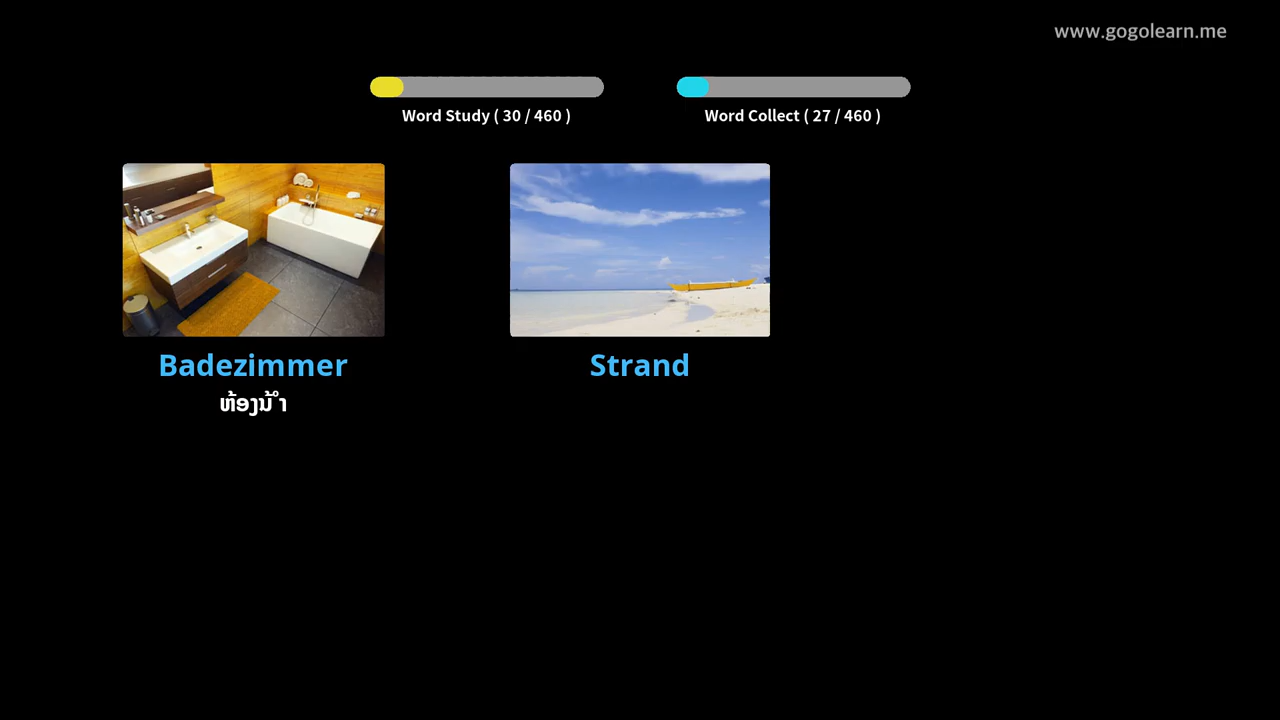 www.gogolearn.me
Word Study ( 30 / 460 )
Word Collect ( 27 / 460 )
Badezimmer
Strand
ຫ້ອງນ້ຳ